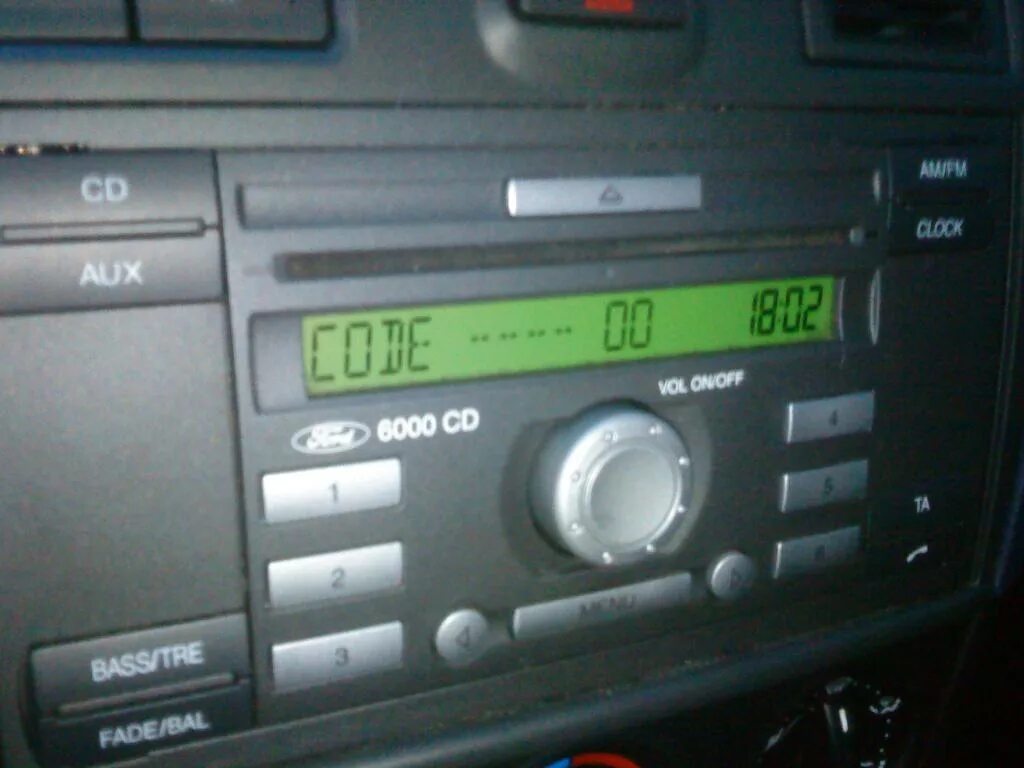 CD
AM/FM
CLOCK
AUX
CODE ---- 00 18:02
VOL ON/OFF
Ford 6000 CD
1
4
2
5
3
6
TA
MENU
BASS/TRE
FADE/BAL